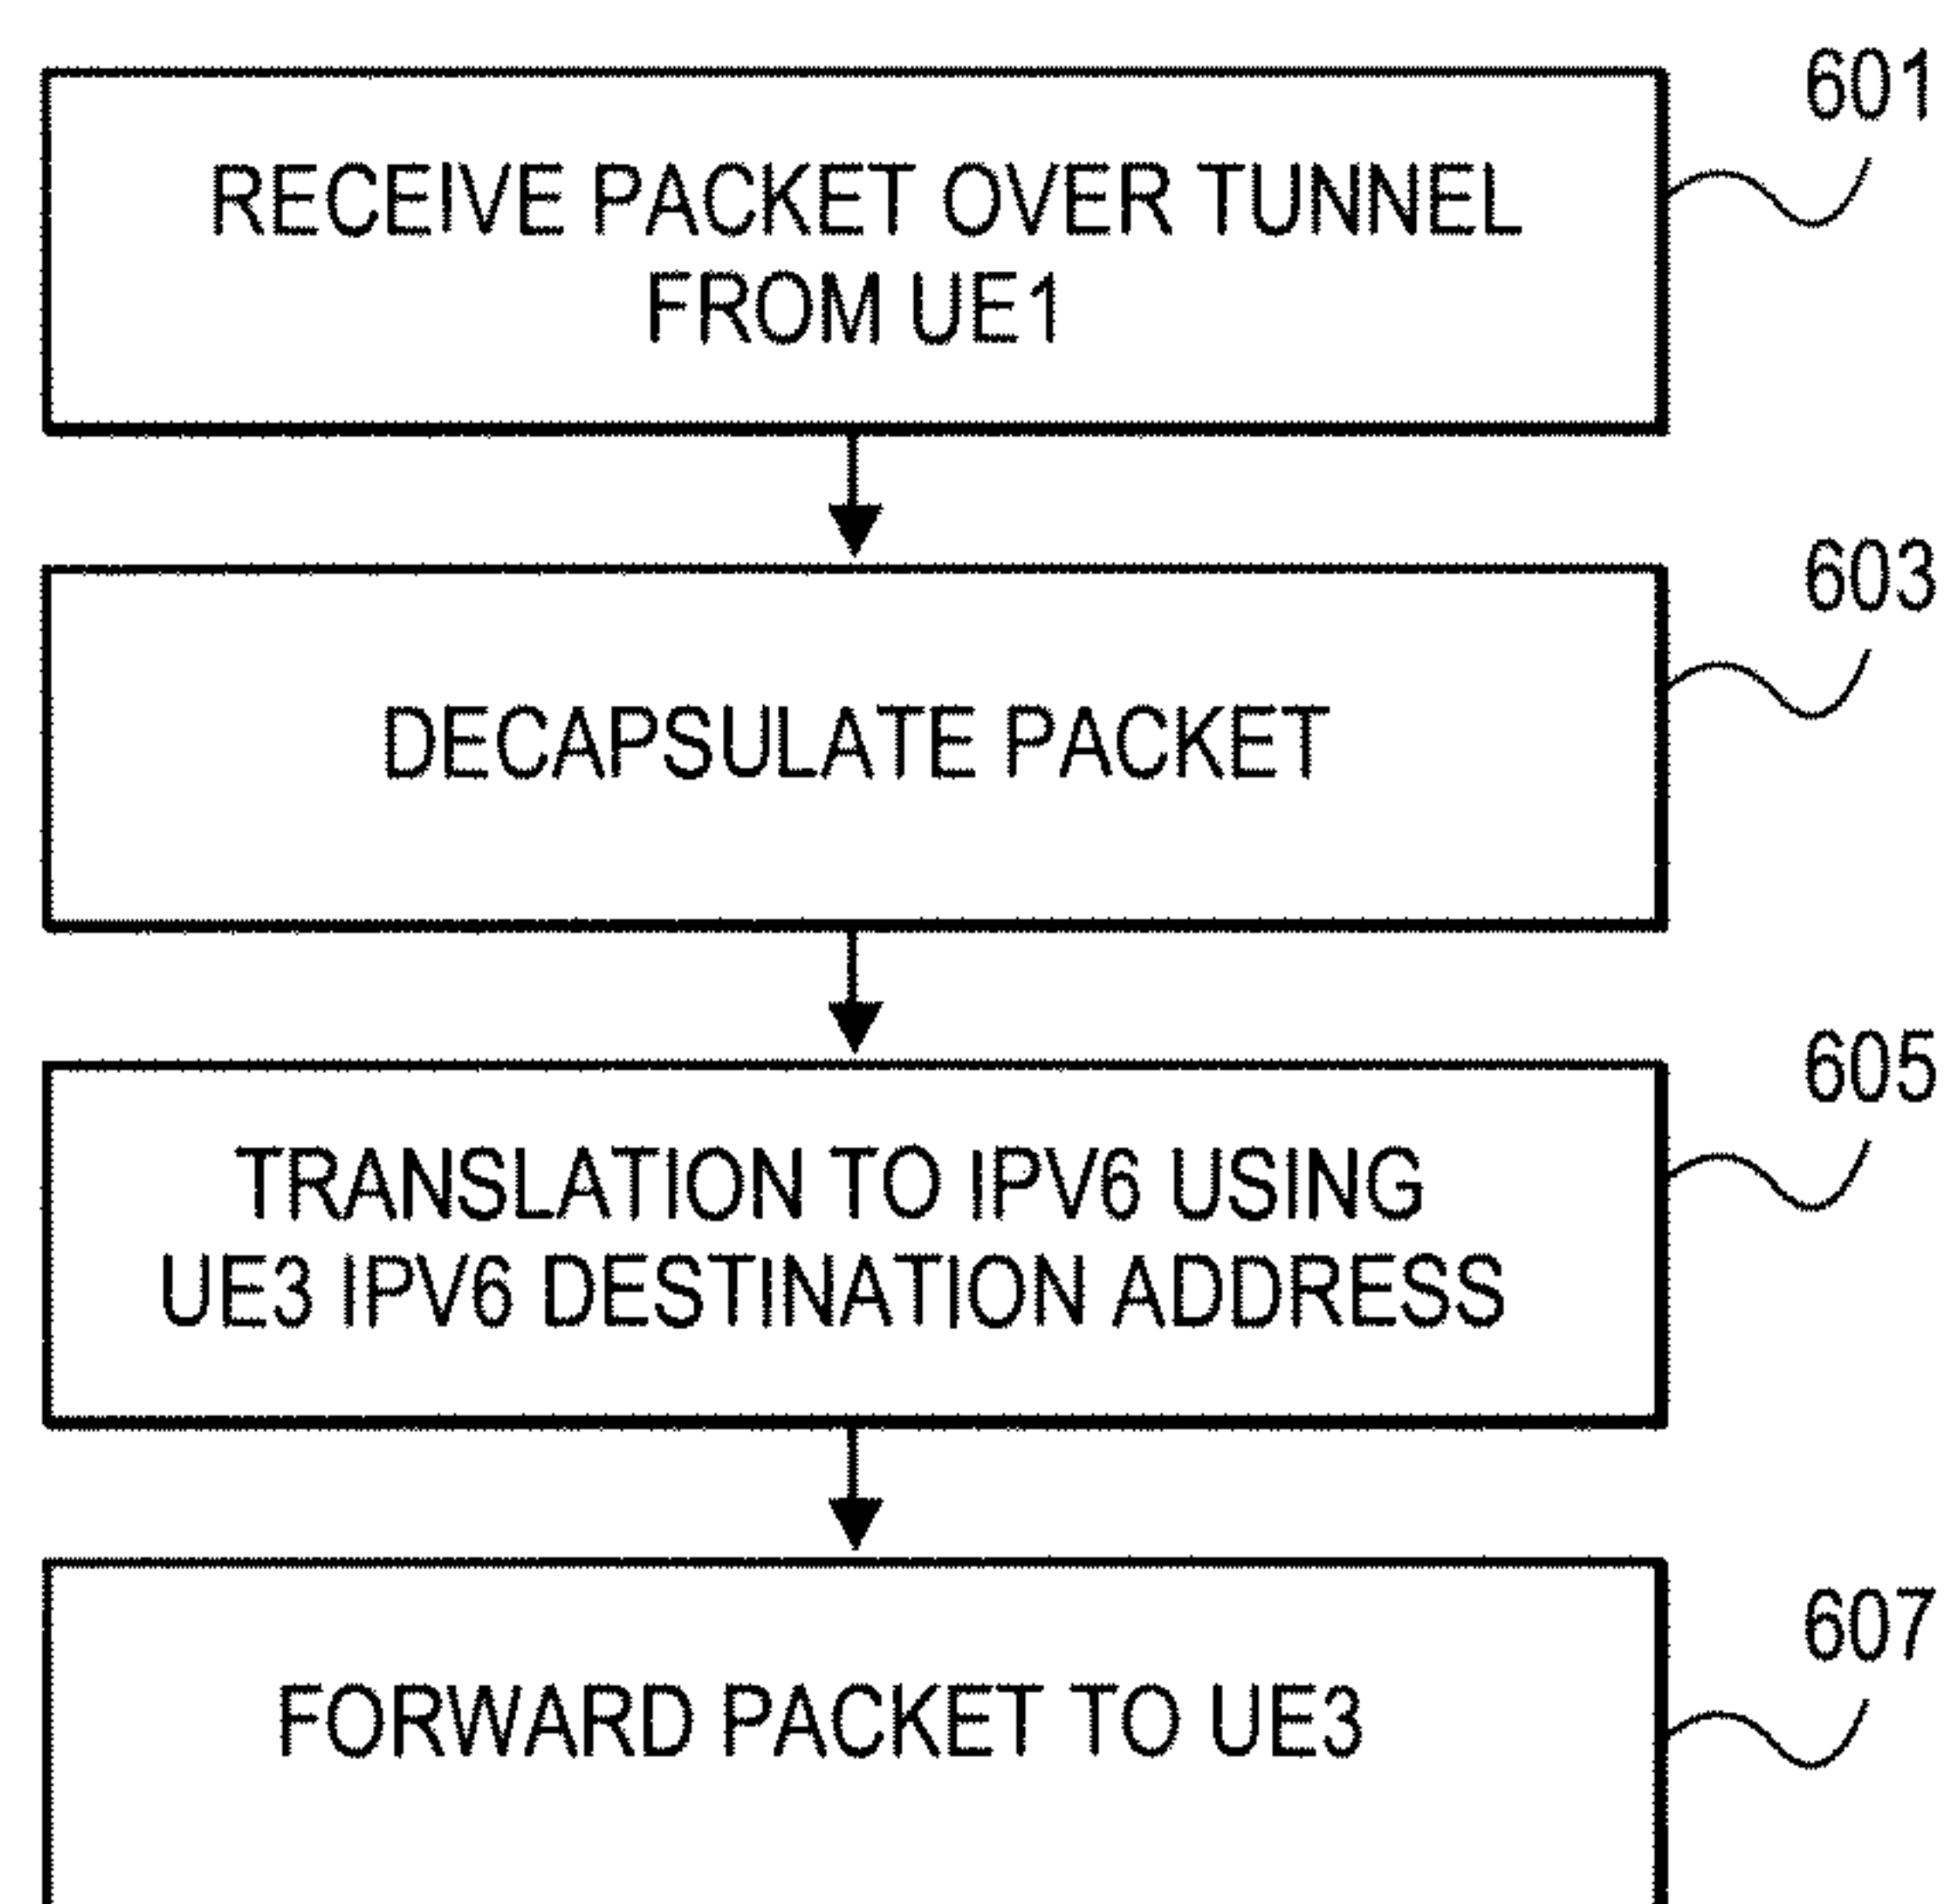 601
RECEIVE PACKET OVER TUNNEL
FROM UE1
603
DECAPSULATE PACKET
605
TRANSLATION TO IPV6 USING
UE3 IPV6 DESTINATION ADDRESS
607
FORWARD PACKET TO UE3